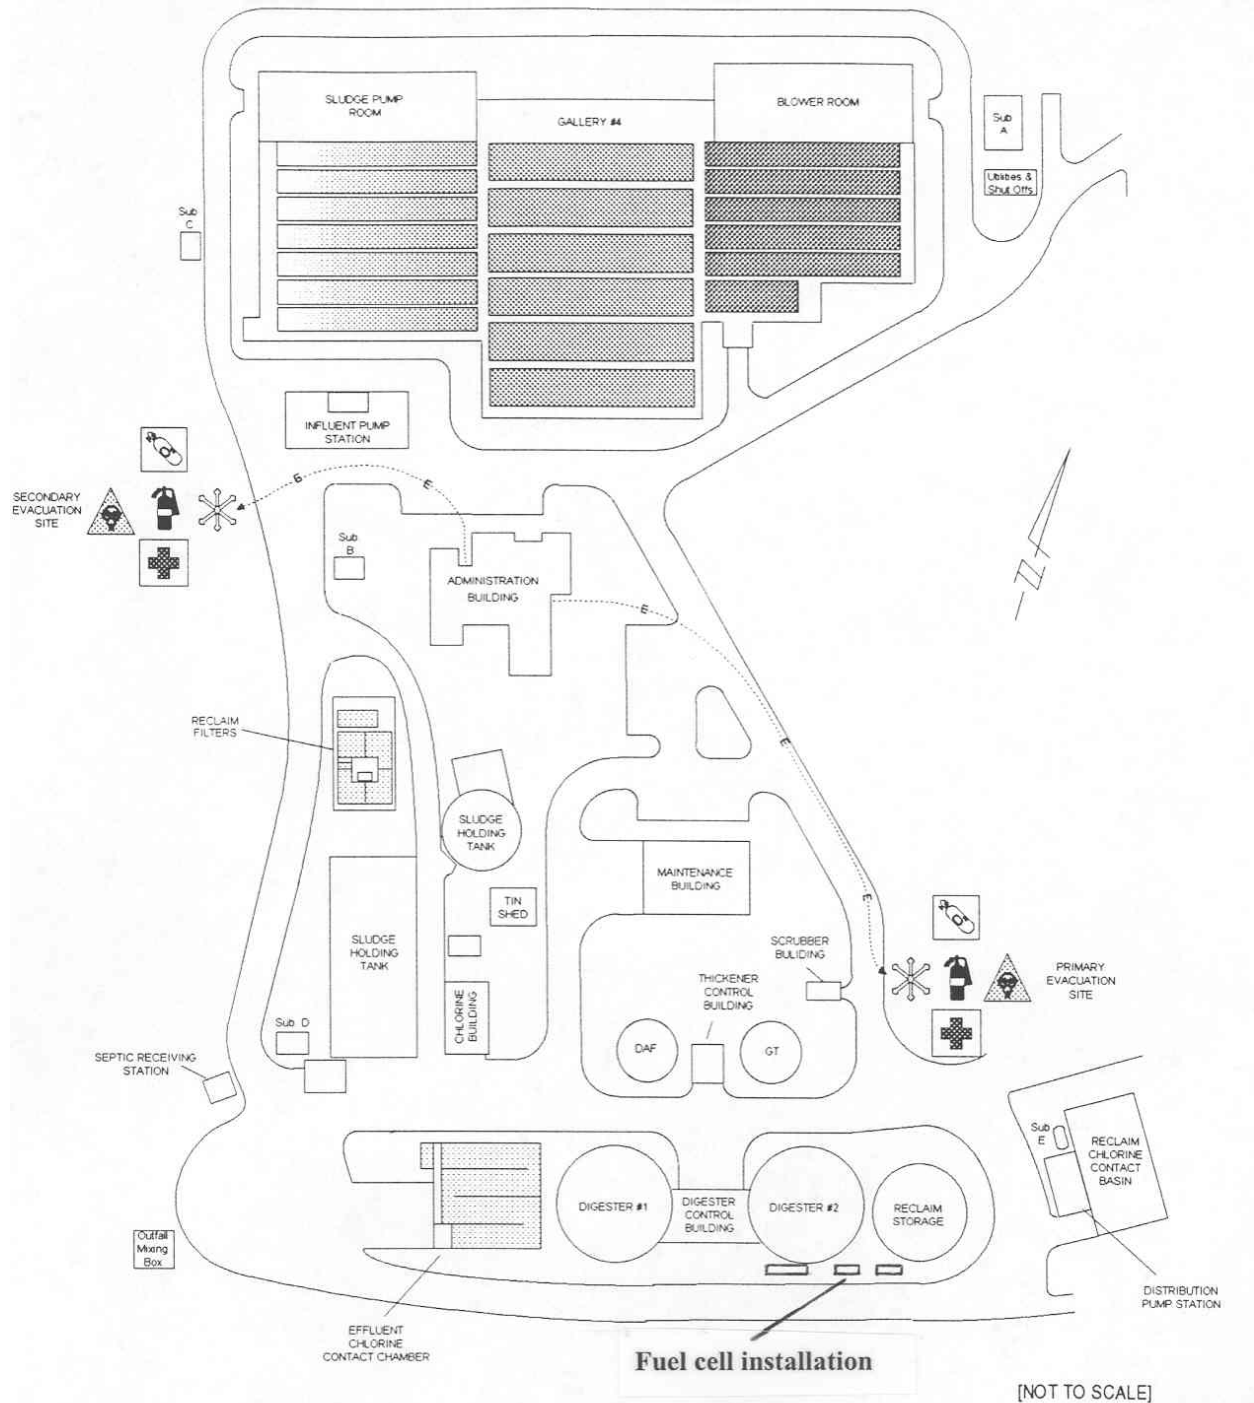 SLUDGE PUMP
ROOM
GALLERY #4
BLOWER ROOM
Sub
A
Utilities &
Shut Offs
Sub
C
INFLUENT PUMP
STATION
SECONDARY
EVACUATION
SITE
E
E
Sub
B
ADMINISTRATION
BUILDING
E
N
RECLAIM
FILTERS
E
SLUDGE
HOLDING
TANK
MAINTENANCE
BUILDING
TIN
SHED
E
SLUDGE
HOLDING
TANK
SCRUBBER
BULIDING
THICKENER
CONTROL
BUILDING
PRIMARY
EVACUATION
SITE
CHLORINE
BUILDING
Sub D
DAF
GT
SEPTIC RECEIVING
STATION
Sub
E
RECLAIM
CHLORINE
CONTACT
BASIN
DIGESTER #1
DIGESTER
CONTROL
BUILDING
DIGESTER #2
RECLAIM
STORAGE
Outfall
Mixing
Box
DISTRIBUTION
PUMP STATION
EFFLUENT
CHLORINE
CONTACT CHAMBER
Fuel cell installation
[NOT TO SCALE]